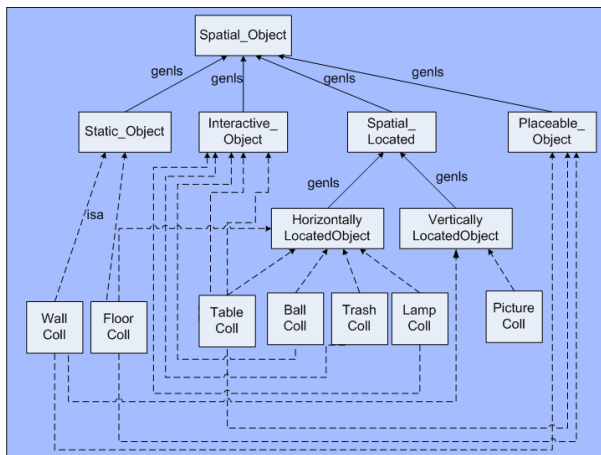 Spatial_Object
genls
genls
genls
genls
Static_Object
Interactive_
Object
Spatial_
Located
Placeable_
Object
genls
genls
isa
Horizontally
LocatedObject
Vertically
LocatedObject
Wall
Coll
Floor
Coll
Table
Coll
Ball
Coll
Trash
Coll
Lamp
Coll
Picture
Coll